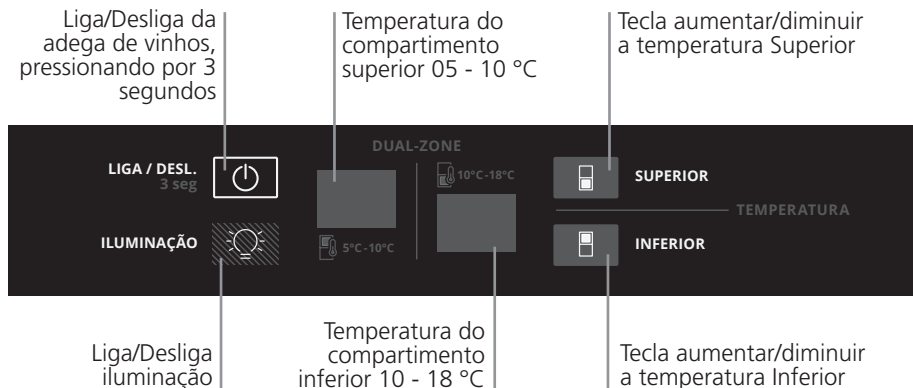 Liga/Desliga da
adega de vinhos,
pressionando por 3
segundos
Temperatura do
compartimento
superior 05 - 10 °C
Tecla aumentar/diminuir
a temperatura Superior
DUAL-ZONE
LIGA / DESL.
3 seg
10°C-18°C
SUPERIOR
TEMPERATURA
ILUMINAÇÃO
5°C-10°C
INFERIOR
Liga/Desliga
iluminação
Temperatura do
compartimento
inferior 10 - 18 °C
Tecla aumentar/diminuir
a temperatura Inferior